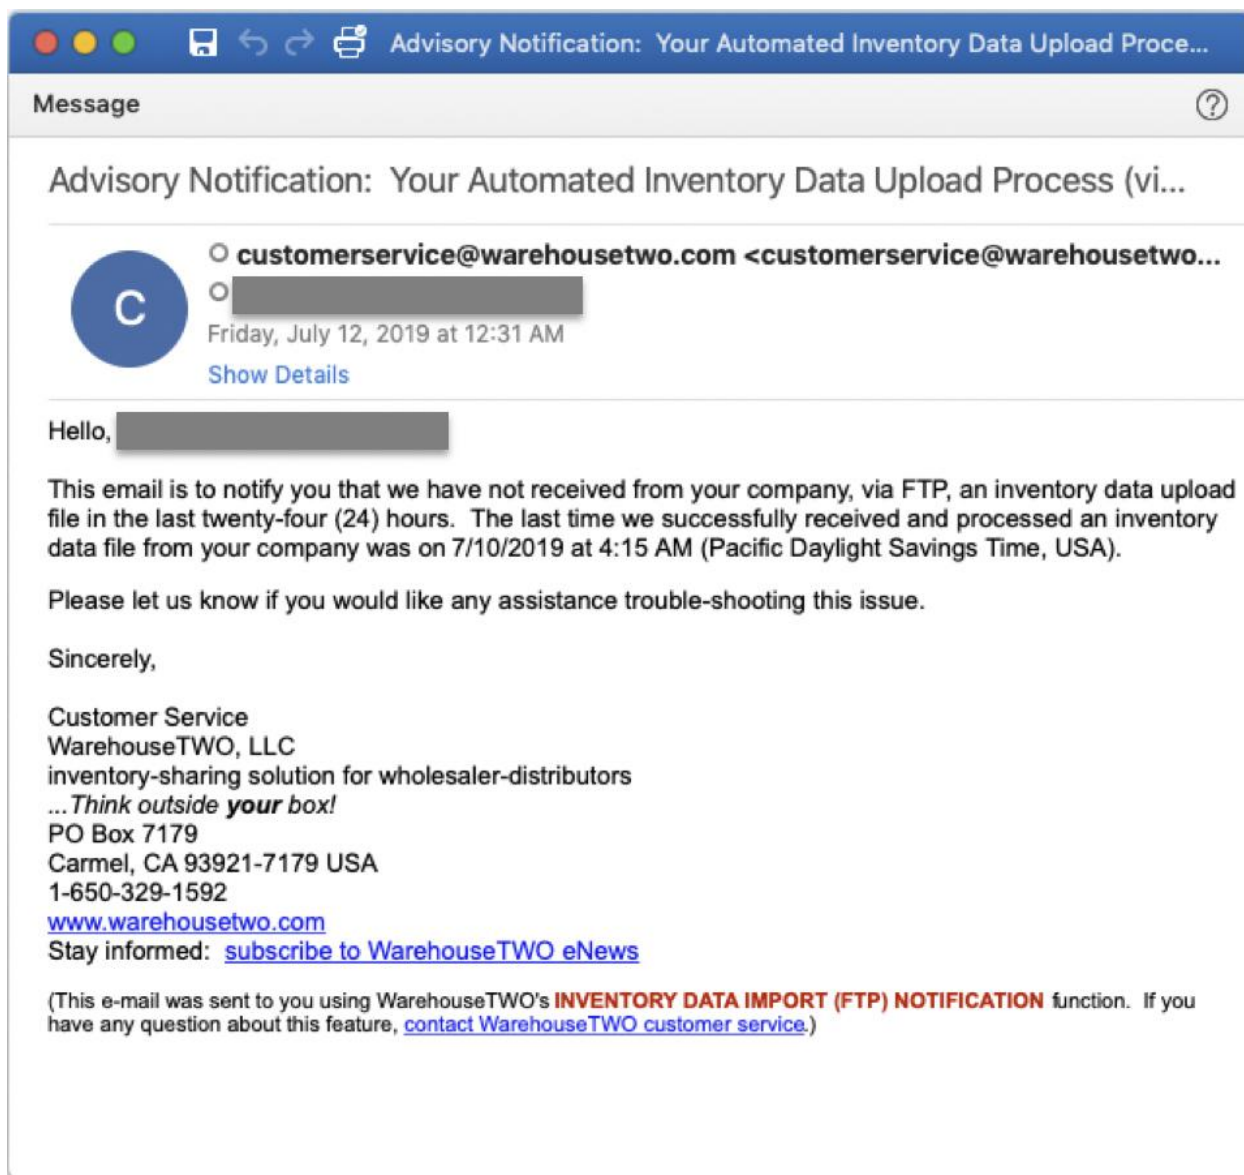 Advisory Notification:  Your Automated Inventory Data Upload Proce...
Message
Advisory Notification:  Your Automated Inventory Data Upload Process (vi...
customerservice@warehousetwo.com <customerservice@warehousetwo...
C
Friday, July 12, 2019 at 12:31 AM
Show Details
Hello,
This email is to notify you that we have not received from your company, via FTP, an inventory data upload
file in the last twenty-four (24) hours.  The last time we successfully received and processed an inventory
data file from your company was on 7/10/2019 at 4:15 AM (Pacific Daylight Savings Time, USA).
Please let us know if you would like any assistance trouble-shooting this issue.
Sincerely,
Customer Service
WarehouseTWO, LLC
inventory-sharing solution for wholesaler-distributors
...Think outside your box!
PO Box 7179
Carmel, CA 93921-7179 USA
1-650-329-1592
www.warehousetwo.com
Stay informed:  subscribe to WarehouseTWO eNews
(This e-mail was sent to you using WarehouseTWO's INVENTORY DATA IMPORT (FTP) NOTIFICATION function.  If you
have any question about this feature, contact WarehouseTWO customer service.)